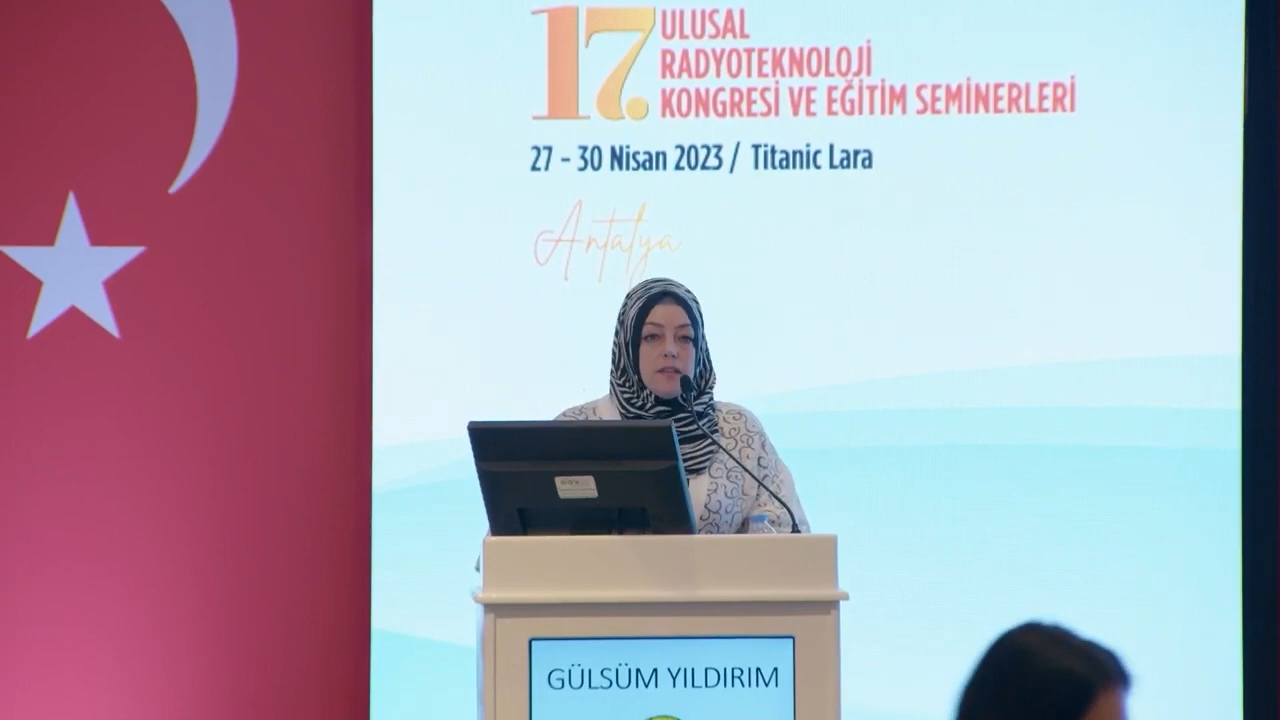 17. ULUSAL
RADYOTEKNOLOJİ
KONGRESİ VE EĞİTİM SEMİNERLERİ
27 - 30 Nisan 2023 / Titanic Lara
Antalya
GÜLSÜM YILDIRIM